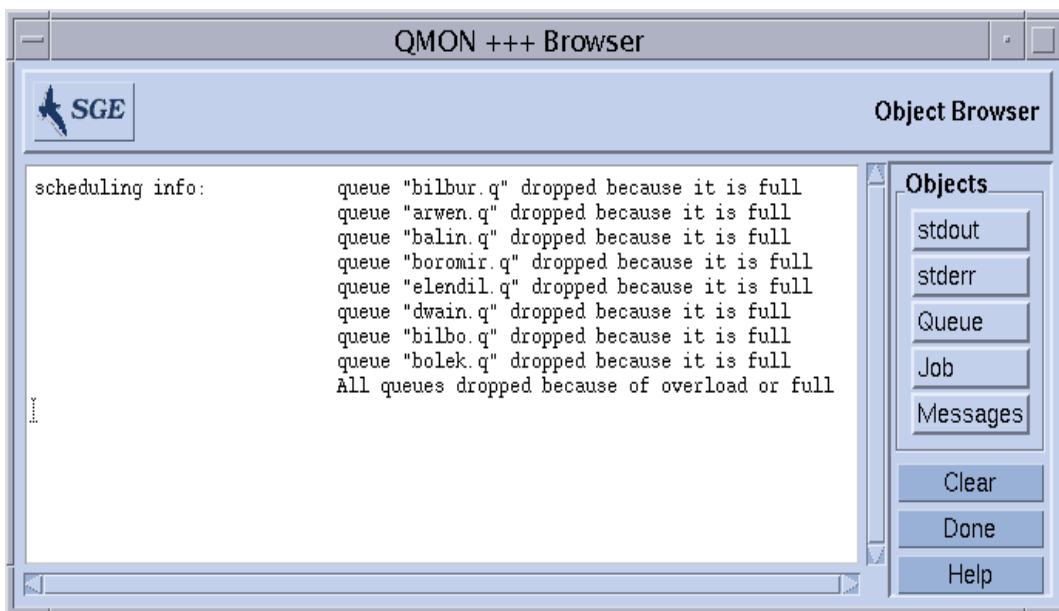 QMON +++ Browser
SGE
Object Browser
scheduling info: queue "bilbur.q" dropped because it is full
queue "arwen.q" dropped because it is full
queue "balin.q" dropped because it is full
queue "boromir.q" dropped because it is full
queue "elendil.q" dropped because it is full
queue "dwain.q" dropped because it is full
queue "bilbo.q" dropped because it is full
queue "bolek.q" dropped because it is full
All queues dropped because of overload or full
Objects
stdout
stderr
Queue
Job
Messages
Clear
Done
Help